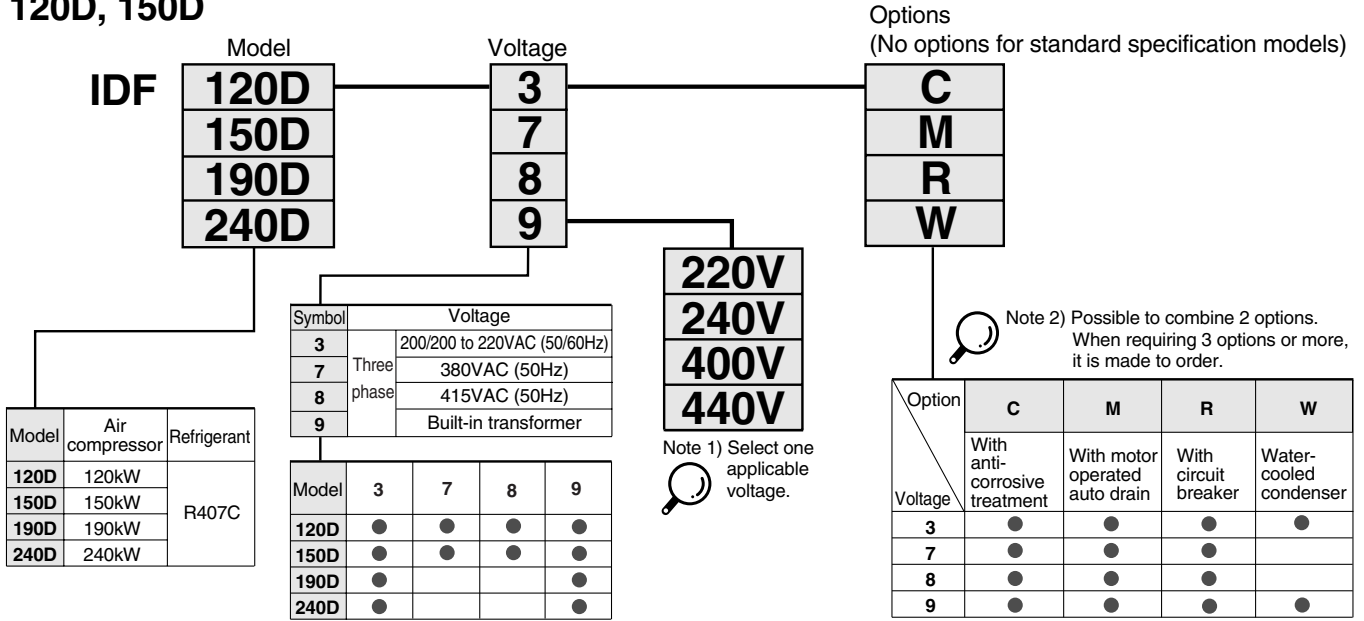 120D, 150D
Options
(No options for standard specification models)
Model
Voltage
IDF
120D
150D
190D
240D
3
7
8
9
C
M
R
W
220V
240V
400V
440V
Note 1) Select one
applicable
voltage.
Symbol Voltage
3 Three phase 200/200 to 220VAC (50/60Hz)
7 380VAC (50Hz)
8 415VAC (50Hz)
9 Built-in transformer
Note 2) Possible to combine 2 options.
When requiring 3 options or more,
it is made to order.
Model Air compressor Refrigerant
120D 120kW R407C
150D 150kW
190D 190kW
240D 240kW
Model 3 7 8 9
120D ● ● ● ●
150D ● ● ● ●
190D ● ●
240D ● ●
Option C M R W
Voltage
With
anti-
corrosive
treatment
With motor
operated
auto drain
With
circuit
breaker
Water-
cooled
condenser
3 ● ● ● ●
7 ● ● ●
8 ● ● ●
9 ● ● ● ●